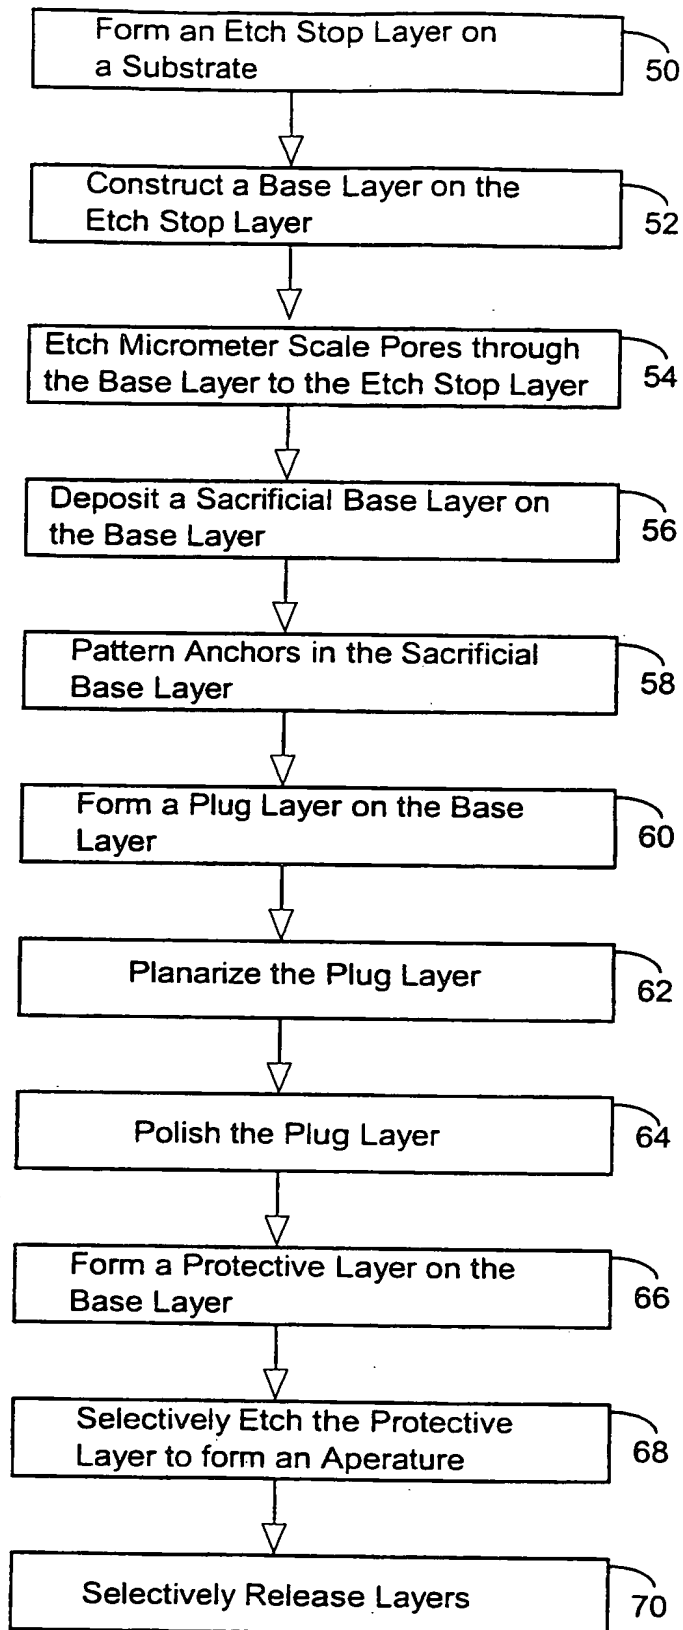 Form an Etch Stop Layer on
a Substrate
50
Construct a Base Layer on the
Etch Stop Layer
52
Etch Micrometer Scale Pores through
the Base Layer to the Etch Stop Layer
54
Deposit a Sacrificial Base Layer on
the Base Layer
56
Pattern Anchors in the Sacrificial
Base Layer
58
Form a Plug Layer on the Base
Layer
60
Planarize the Plug Layer
62
Polish the Plug Layer
64
Form a Protective Layer on the
Base Layer
66
Selectively Etch the Protective
Layer to form an Aperature
68
Selectively Release Layers
70